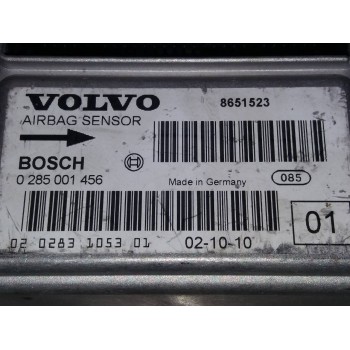 VOLVO
8651523
AIRBAG SENSOR
BOSCH
0 285 001 456
Made in Germany
085
01
02 0283 1053 01
02-10-10